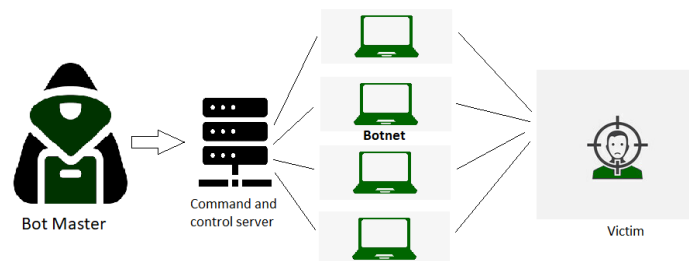 Bot Master
Command and
control server
Botnet
Victim